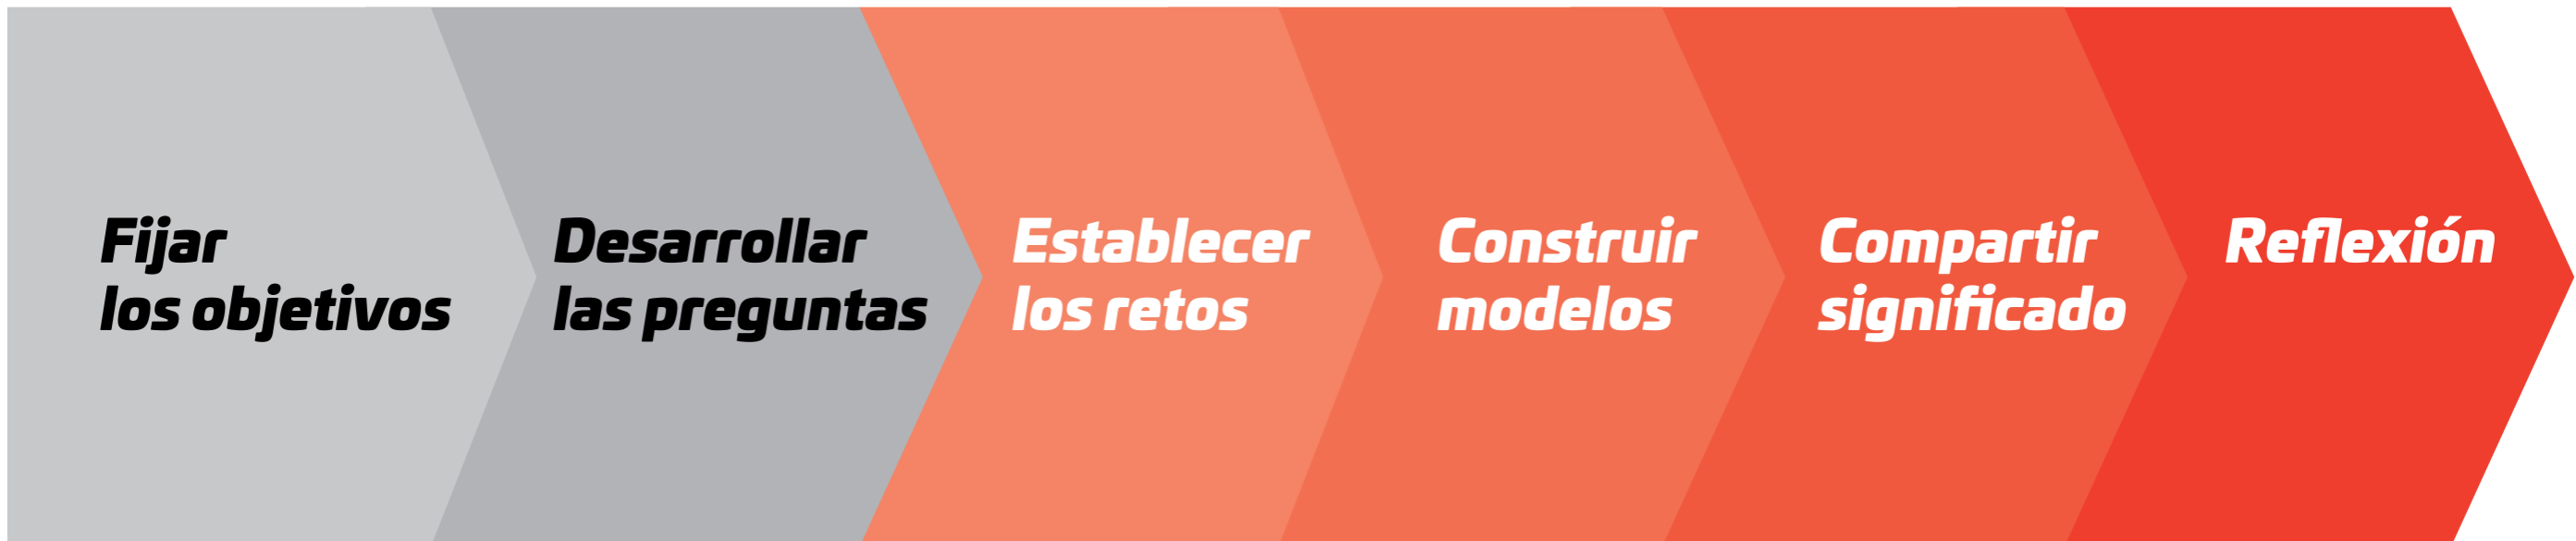 Fijar
los objetivos
Desarrollar
las preguntas
Establecer
los retos
Construir
modelos
Compartir
significado
Reflexión